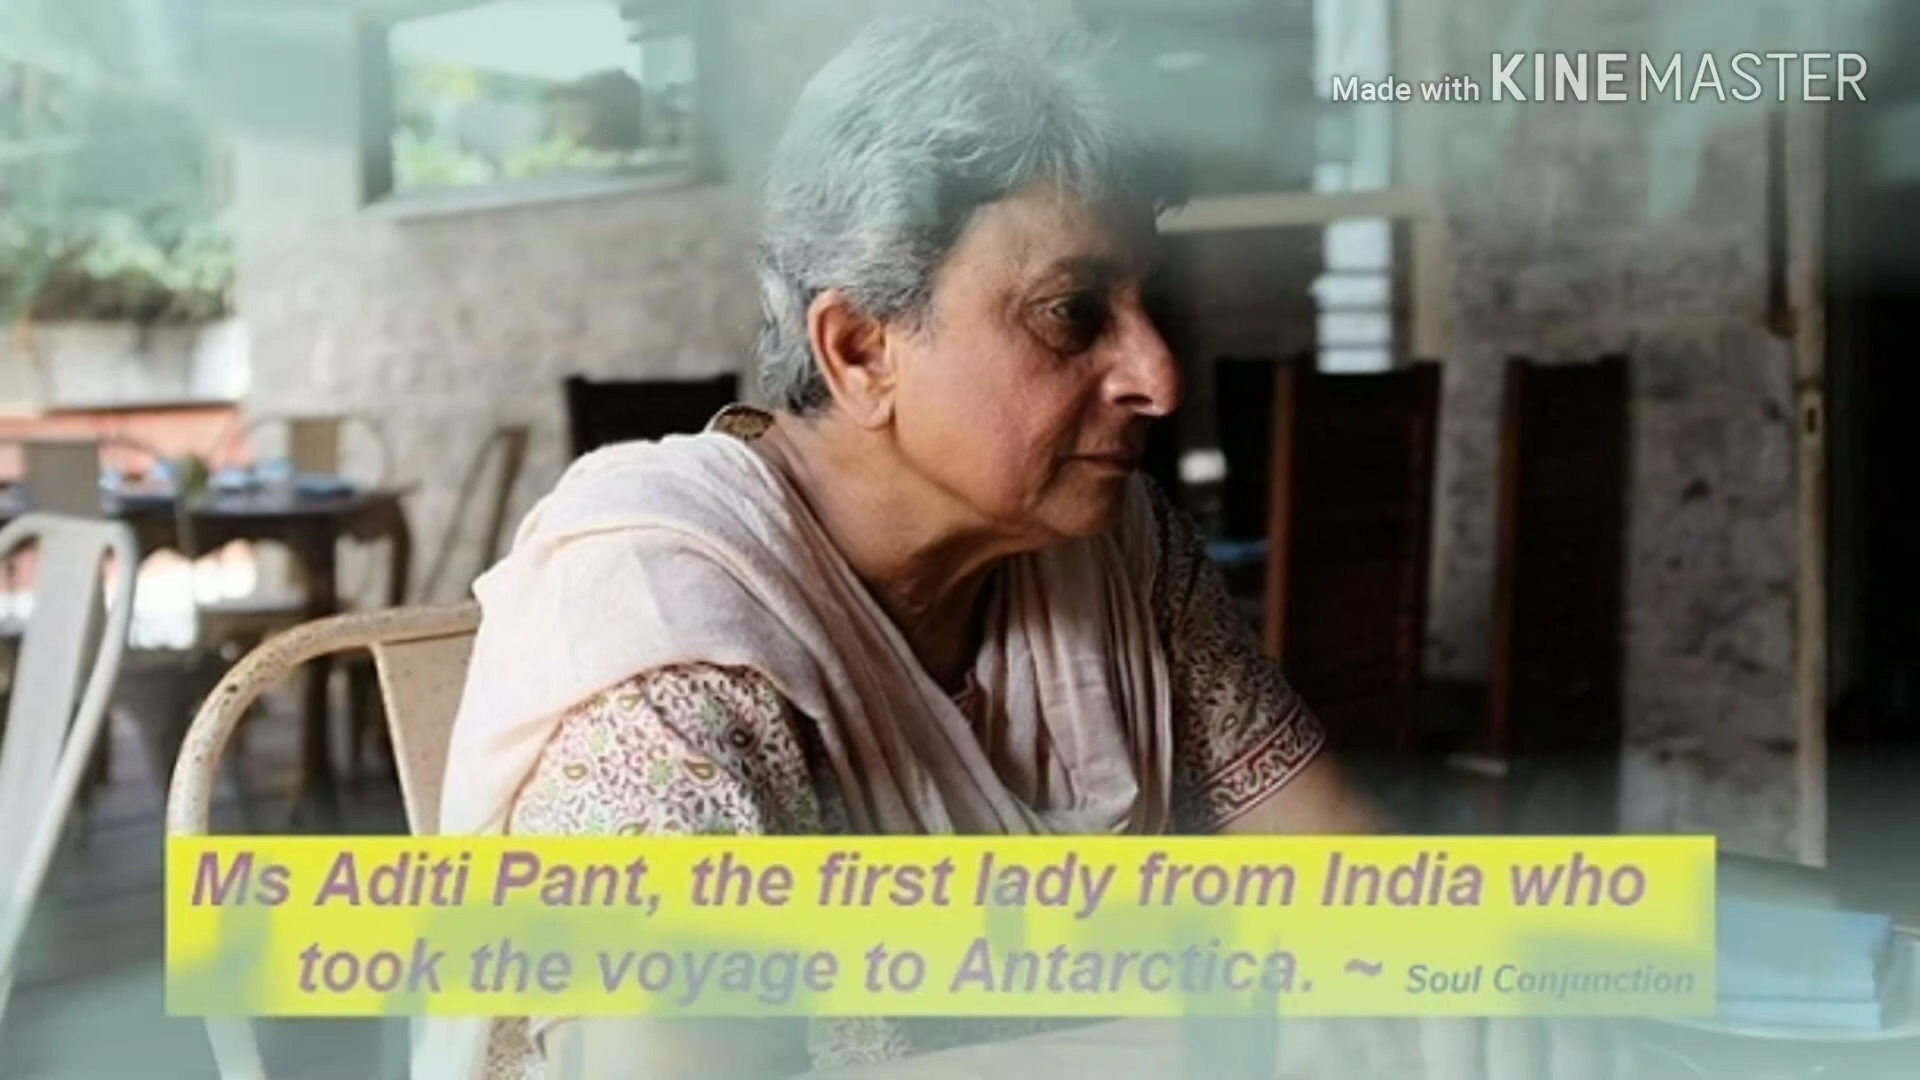 Made with KINEMASTER
Ms Aditi Pant, the first lady from India who
took the voyage to Antarctica. ~ Soul Conjunction